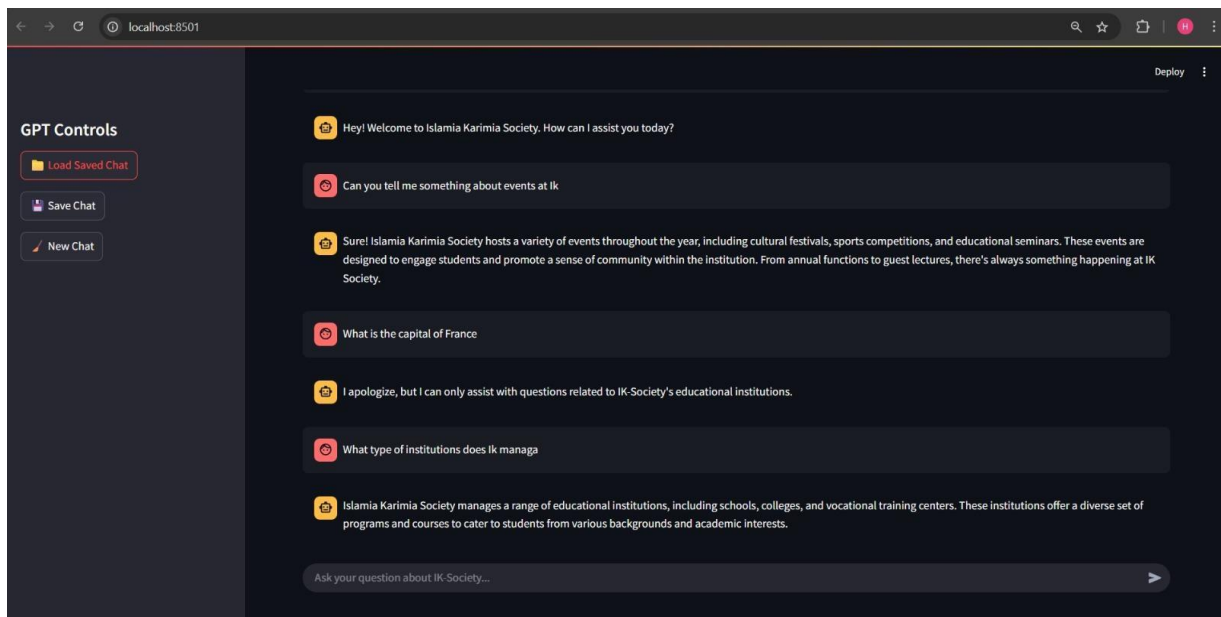 localhost:8501
H
Deploy
GPT Controls
Load Saved Chat
Save Chat
New Chat
Hey! Welcome to Islamia Karimia Society. How can I assist you today?
Can you tell me something about events at Ik
Sure! Islamia Karimia Society hosts a variety of events throughout the year, including cultural festivals, sports competitions, and educational seminars. These events are
designed to engage students and promote a sense of community within the institution. From annual functions to guest lectures, there's always something happening at IK
Society.
What is the capital of France
I apologize, but I can only assist with questions related to IK-Society's educational institutions.
What type of institutions does Ik managa
Islamia Karimia Society manages a range of educational institutions, including schools, colleges, and vocational training centers. These institutions offer a diverse set of
programs and courses to cater to students from various backgrounds and academic interests.
Ask your question about IK-Society...